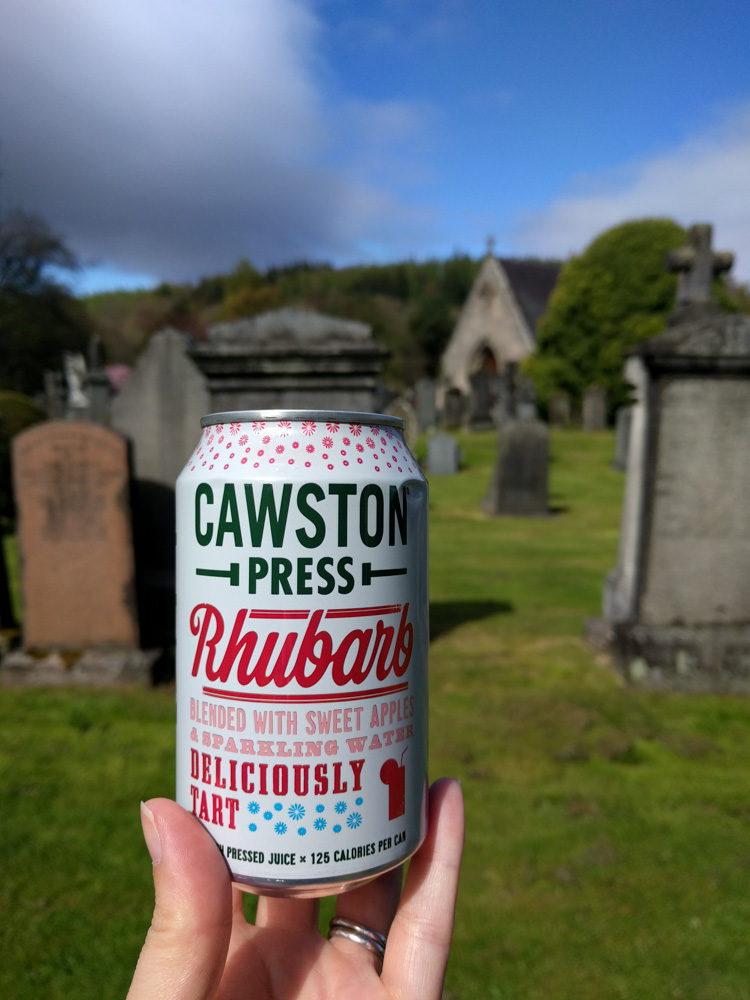 CAWSTON
PRESS
Rhubarb
BLENDED WITH SWEET APPLES
& SPARKLING WATER
DELICIOUSLY
TART
PRESSED JUICE × 125 CALORIES PER CAN